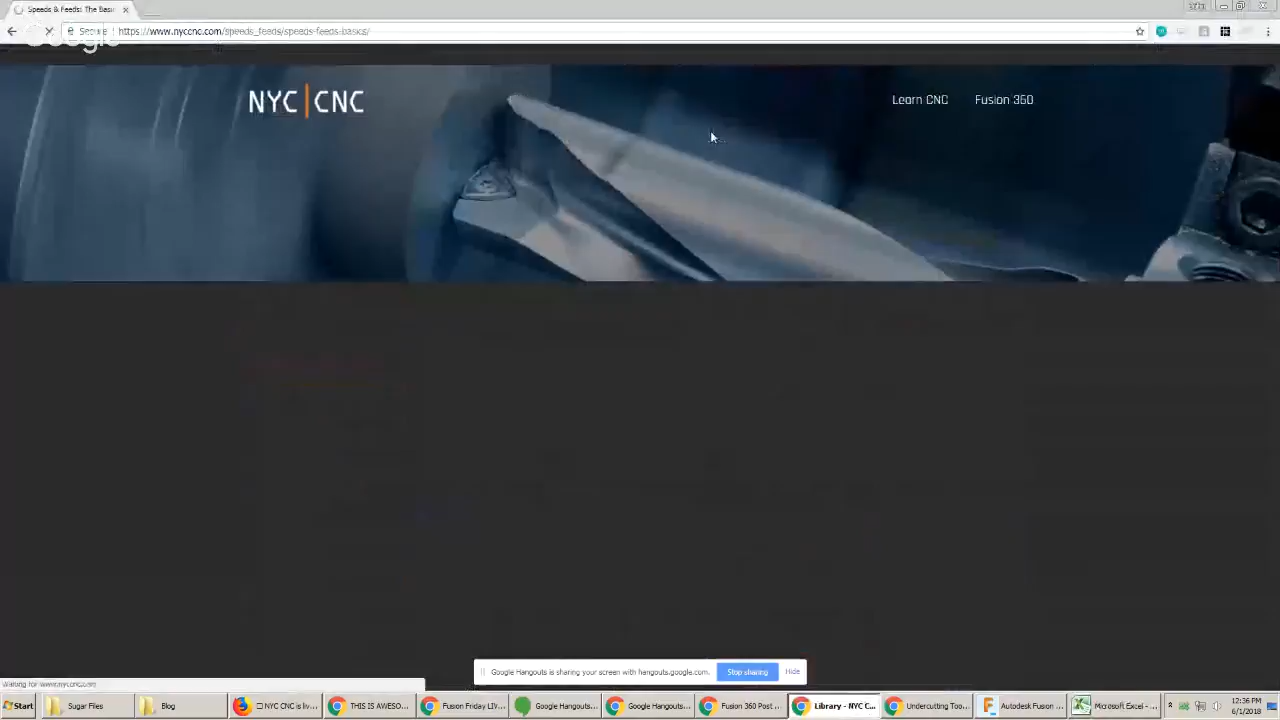 Speeds & Feeds: The Basi
Secure
https://www.nyccnc.com/speeds_feeds/speeds-feeds-basics/
Google
NYC|CNC
Learn CNC
Fusion 360
Google Hangouts is sharing your screen with hangouts.google.com.
Stop sharing
Hide
Waiting for www.nyccnc.com
Start
Sugar Files
Blog
NYC CNC is liv...
THIS IS AWESO...
Fusion Friday LIV...
Google Hangouts...
Google Hangouts...
Fusion 360 Post ...
Library - NYC C...
Undercutting Too...
Autodesk Fusion ...
Microsoft Excel - ...
12:36 PM
6/1/2018